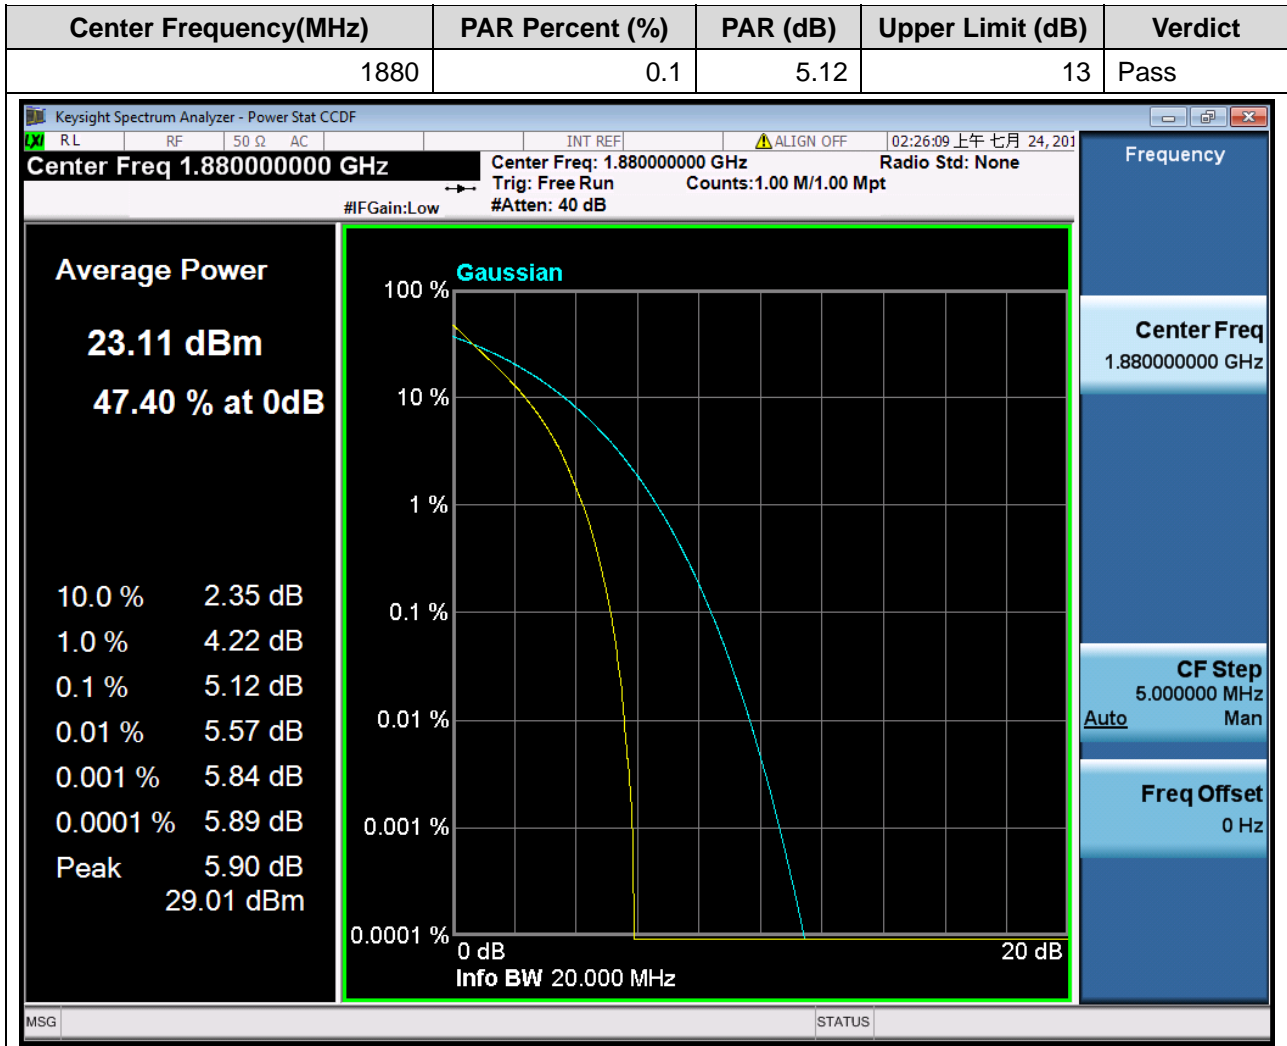 Center Frequency(MHz) PAR Percent (%) PAR (dB) Upper Limit (dB) Verdict
1880 0.1 5.12 13 Pass
Keysight Spectrum Analyzer - Power Stat CCDF
LXI RL RF 50 Ω AC INT REF ALIGN OFF 02:26:09 上午 七月 24, 201
Center Freq 1.880000000 GHz
Center Freq: 1.880000000 GHz Radio Std: None
Trig: Free Run Counts:1.00 M/1.00 Mpt
#IFGain:Low #Atten: 40 dB
Average Power
23.11 dBm
47.40 % at 0dB
10.0 % 2.35 dB
1.0 % 4.22 dB
0.1 % 5.12 dB
0.01 % 5.57 dB
0.001 % 5.84 dB
0.0001 % 5.89 dB
Peak 5.90 dB
29.01 dBm
Gaussian
100 %
10 %
1 %
0.1 %
0.01 %
0.001 %
0.0001 %
0 dB 20 dB
Info BW 20.000 MHz
Frequency
Center Freq
1.880000000 GHz
CF Step
5.000000 MHz
Auto Man
Freq Offset
0 Hz
MSG STATUS